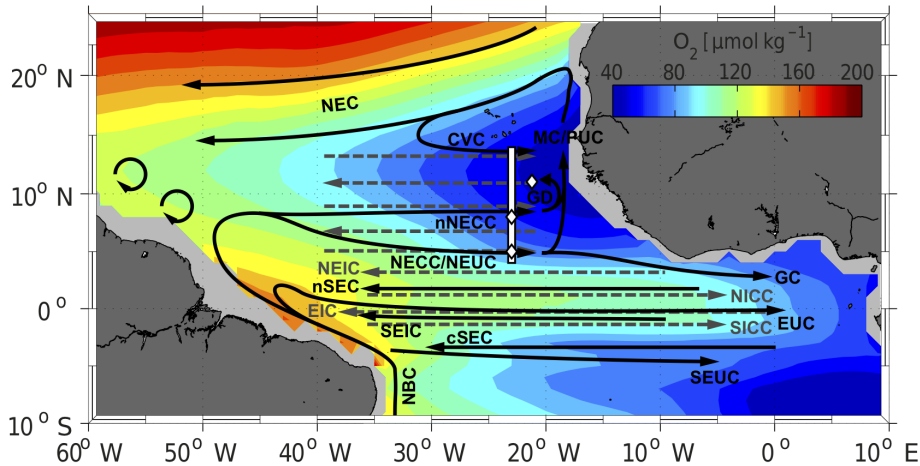 O₂ [μmol kg⁻¹]
40 80 120 160 200
20° N
10° N
0°
10° S
60° W 50° W 40° W 30° W 20° W 10° W 0° 10° E
NEC
CVC
MC/PUC
GD
nNECC
NECC/NEUC
NEIC
GC
nSEC
NICC
EIC
EUC
SEIC
SICC
cSEC
SEUC
NBC